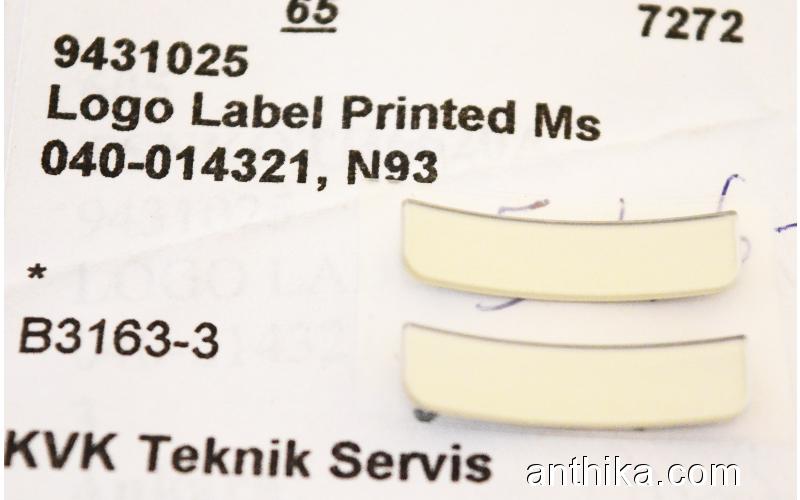 65
7272
9431025
Logo Label Printed Ms
040-014321, N93
*
B3163-3
KVK Teknik Servis
anthika.com